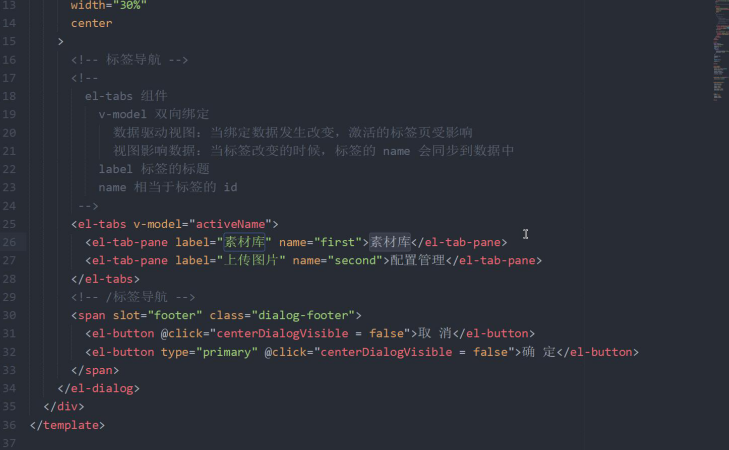 13 width="30%"
14 center
15 >
16 <!-- 标签导航 -->
17 <!--
18 el-tabs 组件
19 v-model 双向绑定
20 数据驱动视图: 当绑定数据发生改变, 激活的标签页受影响
21 视图影响数据: 当标签改变的时候, 标签的 name 会同步到数据中
22 label 标签的标题
23 name 相当于标签的 id
24 -->
25 <el-tabs v-model="activeName">
26 <el-tab-pane label="素材库" name="first">素材库</el-tab-pane>
27 <el-tab-pane label="上传图片" name="second">配置管理</el-tab-pane>
28 </el-tabs>
29 <!-- /标签导航 -->
30 <span slot="footer" class="dialog-footer">
31 <el-button @click="centerDialogVisible = false">取 消</el-button>
32 <el-button type="primary" @click="centerDialogVisible = false">确 定</el-button>
33 </span>
34 </el-dialog>
35 </div>
36 </template>
37